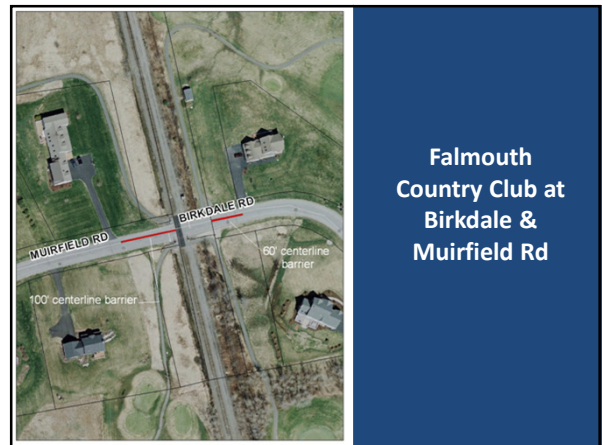 MUIRFIELD RD
BIRKDALE RD
60' centerline
barrier
100' centerline barrier
Falmouth
Country Club at
Birkdale &
Muirfield Rd